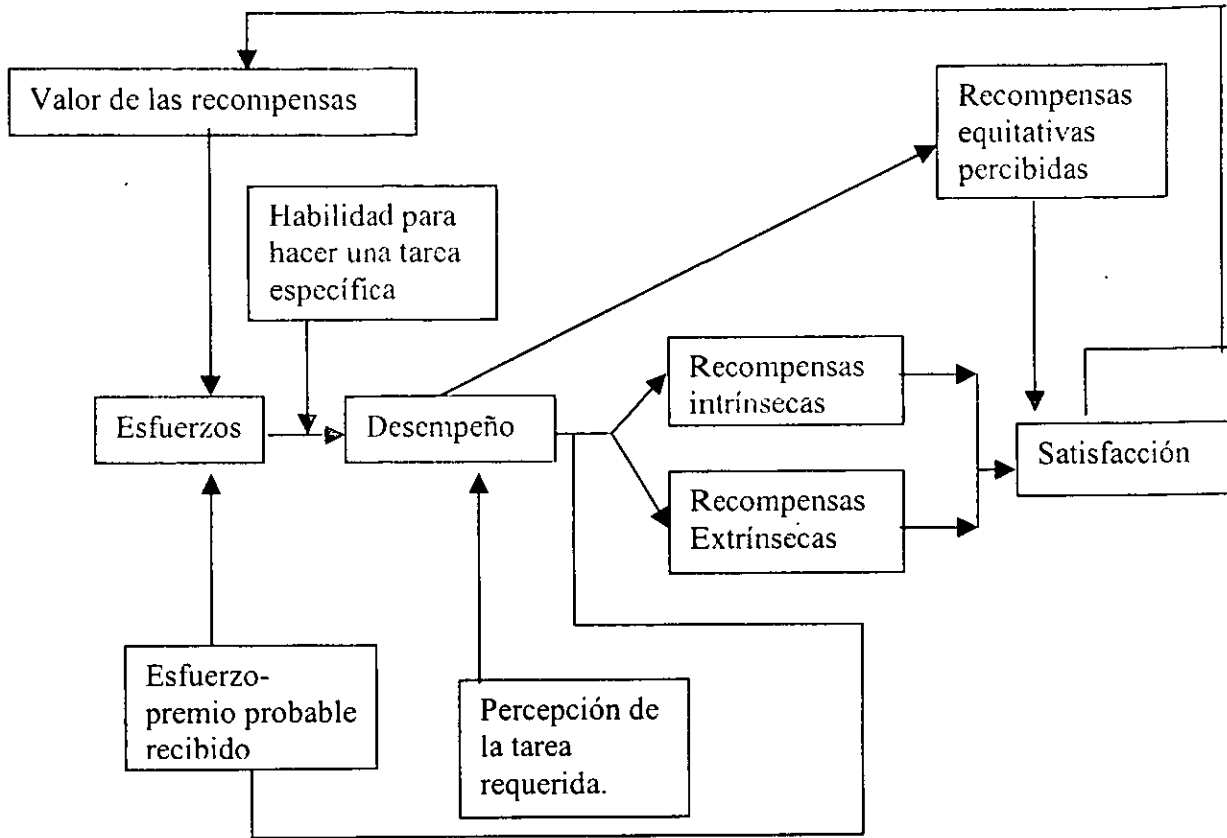 Valor de las recompensas
Recompensas
equitativas
percibidas
Habilidad para
hacer una tarea
específica
Esfuerzos
Desempeño
Recompensas
intrínsecas
Recompensas
Extrínsecas
Satisfacción
Esfuerzo-
premio probable
recibido
Percepción de
la tarea
requerida.